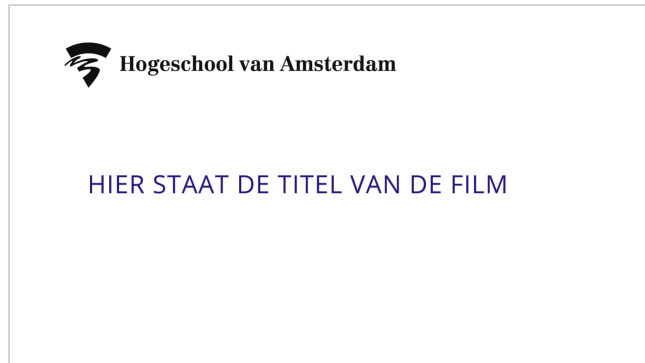 Hogeschool van Amsterdam
HIER STAAT DE TITEL VAN DE FILM